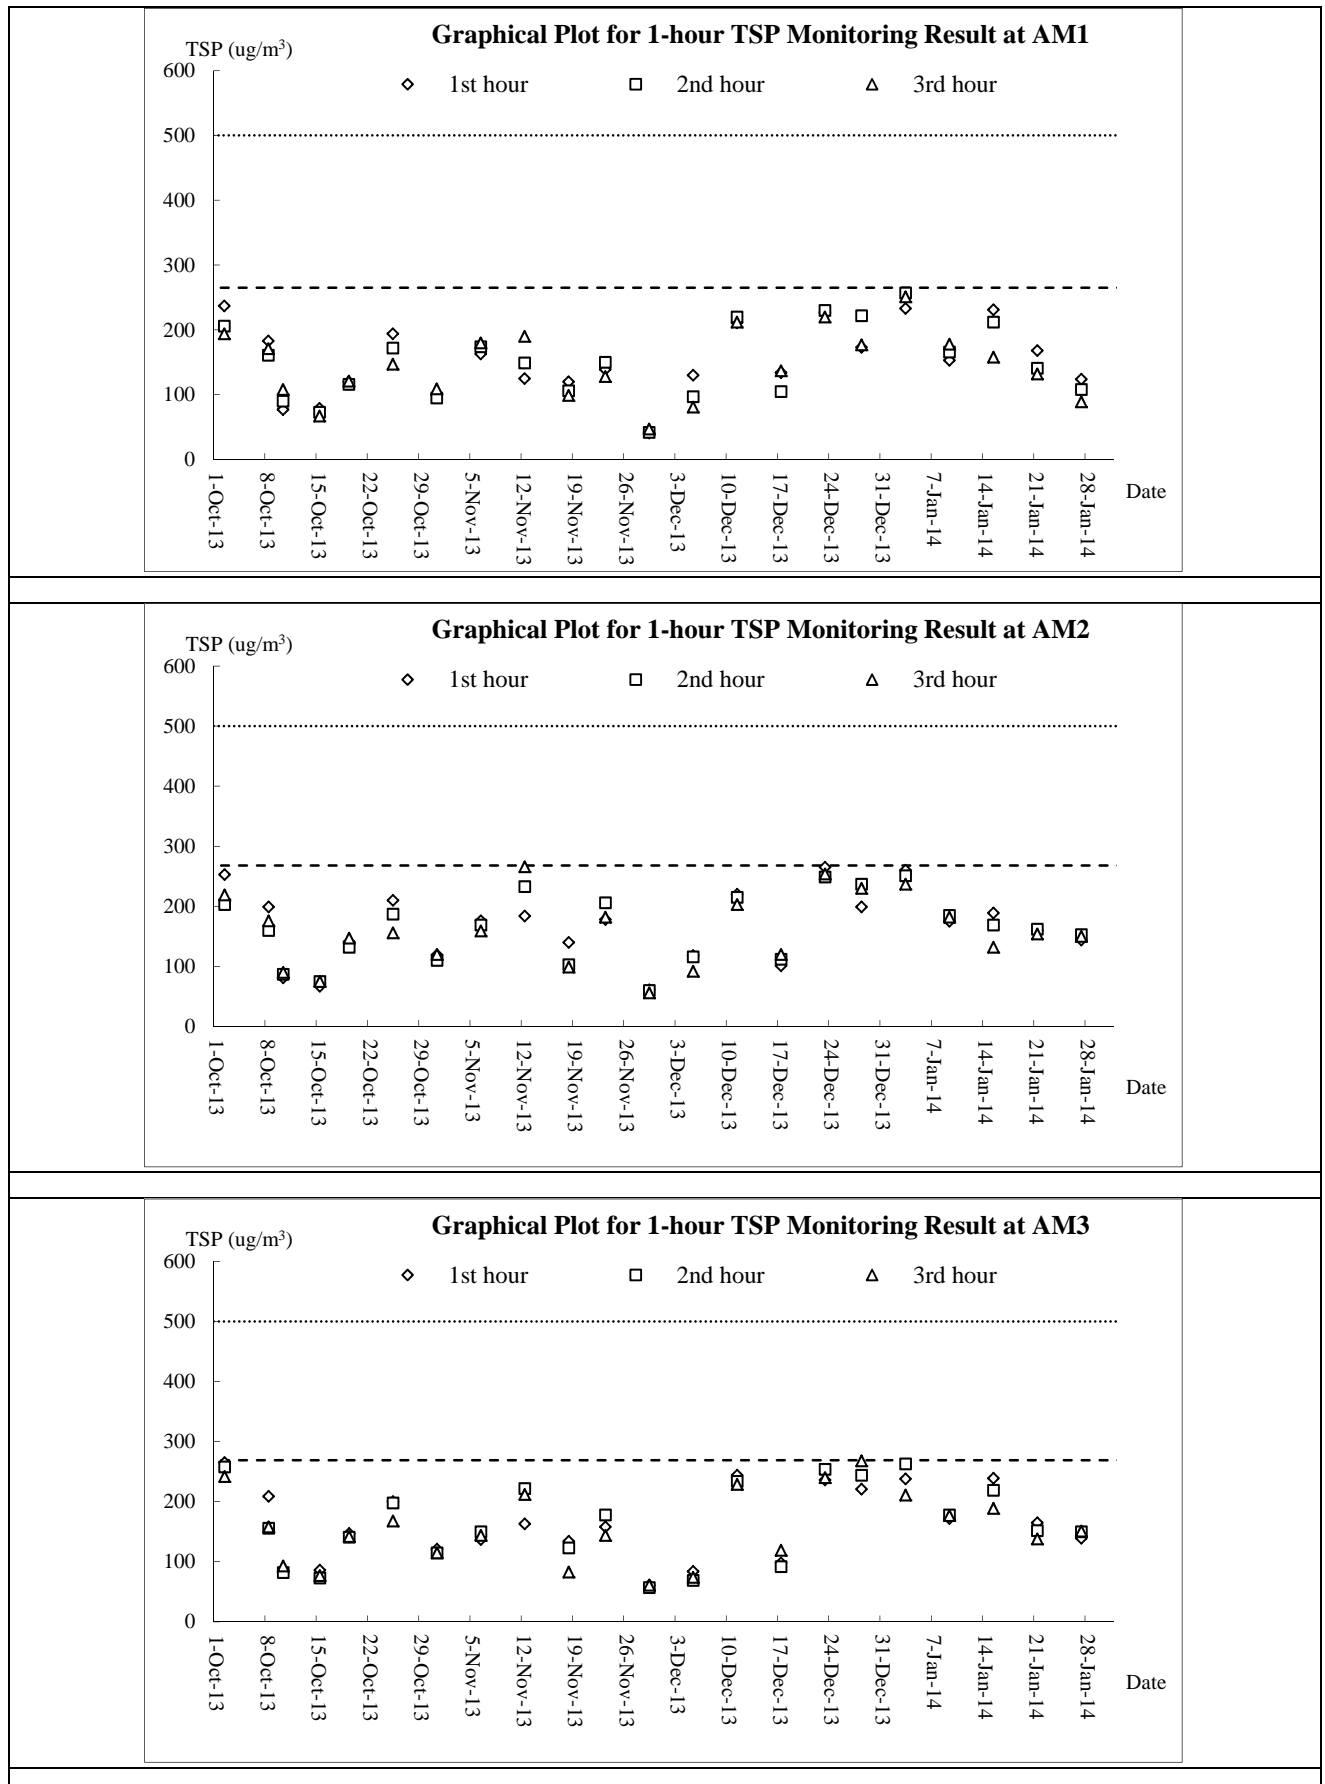 Graphical Plot for 1-hour TSP Monitoring Result at AM1
TSP (ug/m³)
1st hour 2nd hour 3rd hour
600
500
400
300
200
100
0
1-Oct-13 8-Oct-13 15-Oct-13 22-Oct-13 29-Oct-13 5-Nov-13 12-Nov-13 19-Nov-13 26-Nov-13 3-Dec-13 10-Dec-13 17-Dec-13 24-Dec-13 31-Dec-13 7-Jan-14 14-Jan-14 21-Jan-14 28-Jan-14
Date
Graphical Plot for 1-hour TSP Monitoring Result at AM2
TSP (ug/m³)
1st hour 2nd hour 3rd hour
600
500
400
300
200
100
0
1-Oct-13 8-Oct-13 15-Oct-13 22-Oct-13 29-Oct-13 5-Nov-13 12-Nov-13 19-Nov-13 26-Nov-13 3-Dec-13 10-Dec-13 17-Dec-13 24-Dec-13 31-Dec-13 7-Jan-14 14-Jan-14 21-Jan-14 28-Jan-14
Date
Graphical Plot for 1-hour TSP Monitoring Result at AM3
TSP (ug/m³)
1st hour 2nd hour 3rd hour
600
500
400
300
200
100
0
1-Oct-13 8-Oct-13 15-Oct-13 22-Oct-13 29-Oct-13 5-Nov-13 12-Nov-13 19-Nov-13 26-Nov-13 3-Dec-13 10-Dec-13 17-Dec-13 24-Dec-13 31-Dec-13 7-Jan-14 14-Jan-14 21-Jan-14 28-Jan-14
Date